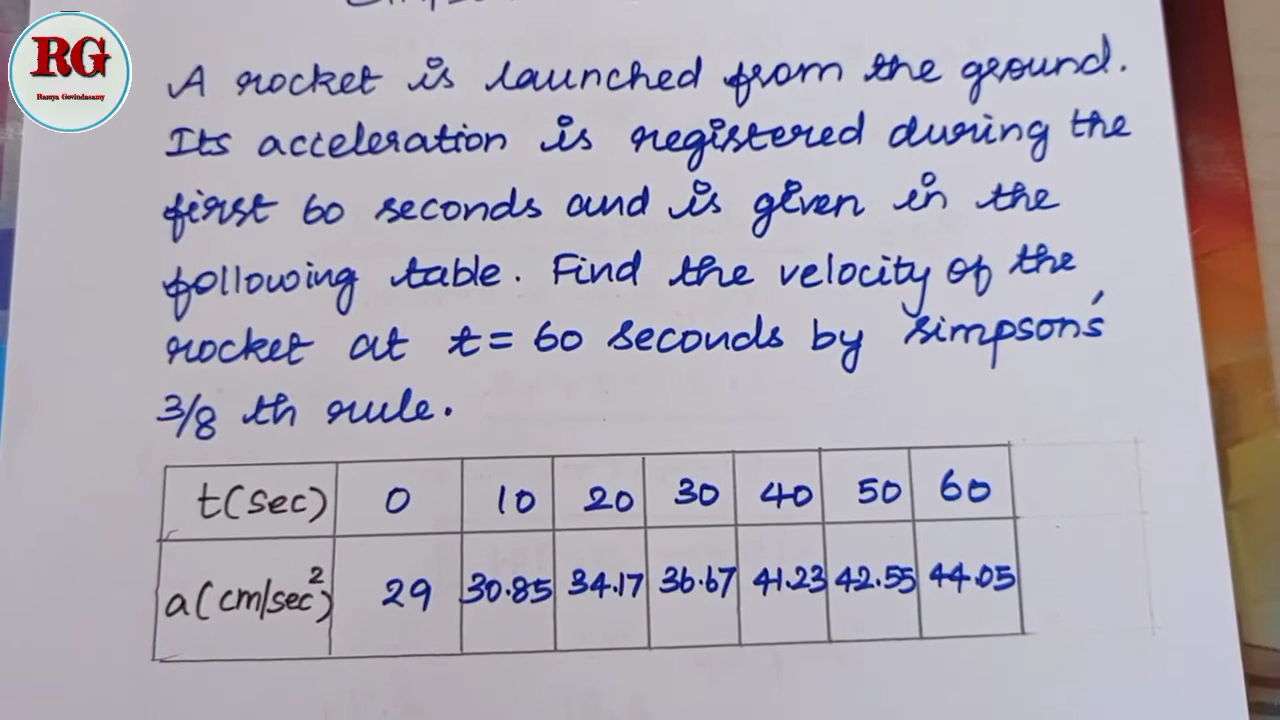 RG
Ramya Govindasamy
A rocket is launched from the ground.
Its acceleration is registered during the
first 60 seconds and is given in the
following table. Find the velocity of the
rocket at t = 60 seconds by simpson's
3/8 th rule.
t(sec) 0 10 20 30 40 50 60
a(cm/sec²) 29 30.85 34.17 36.67 41.23 42.55 44.05